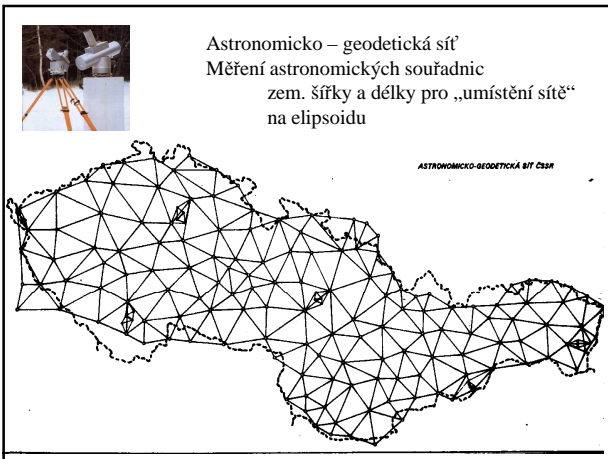 Astronomicko – geodetická síť
Měření astronomických souřadnic
zem. šířky a délky pro „umístění sítě“
na elipsoidu
ASTRONOMICKO-GEODETICKÁ SÍŤ ČSSR